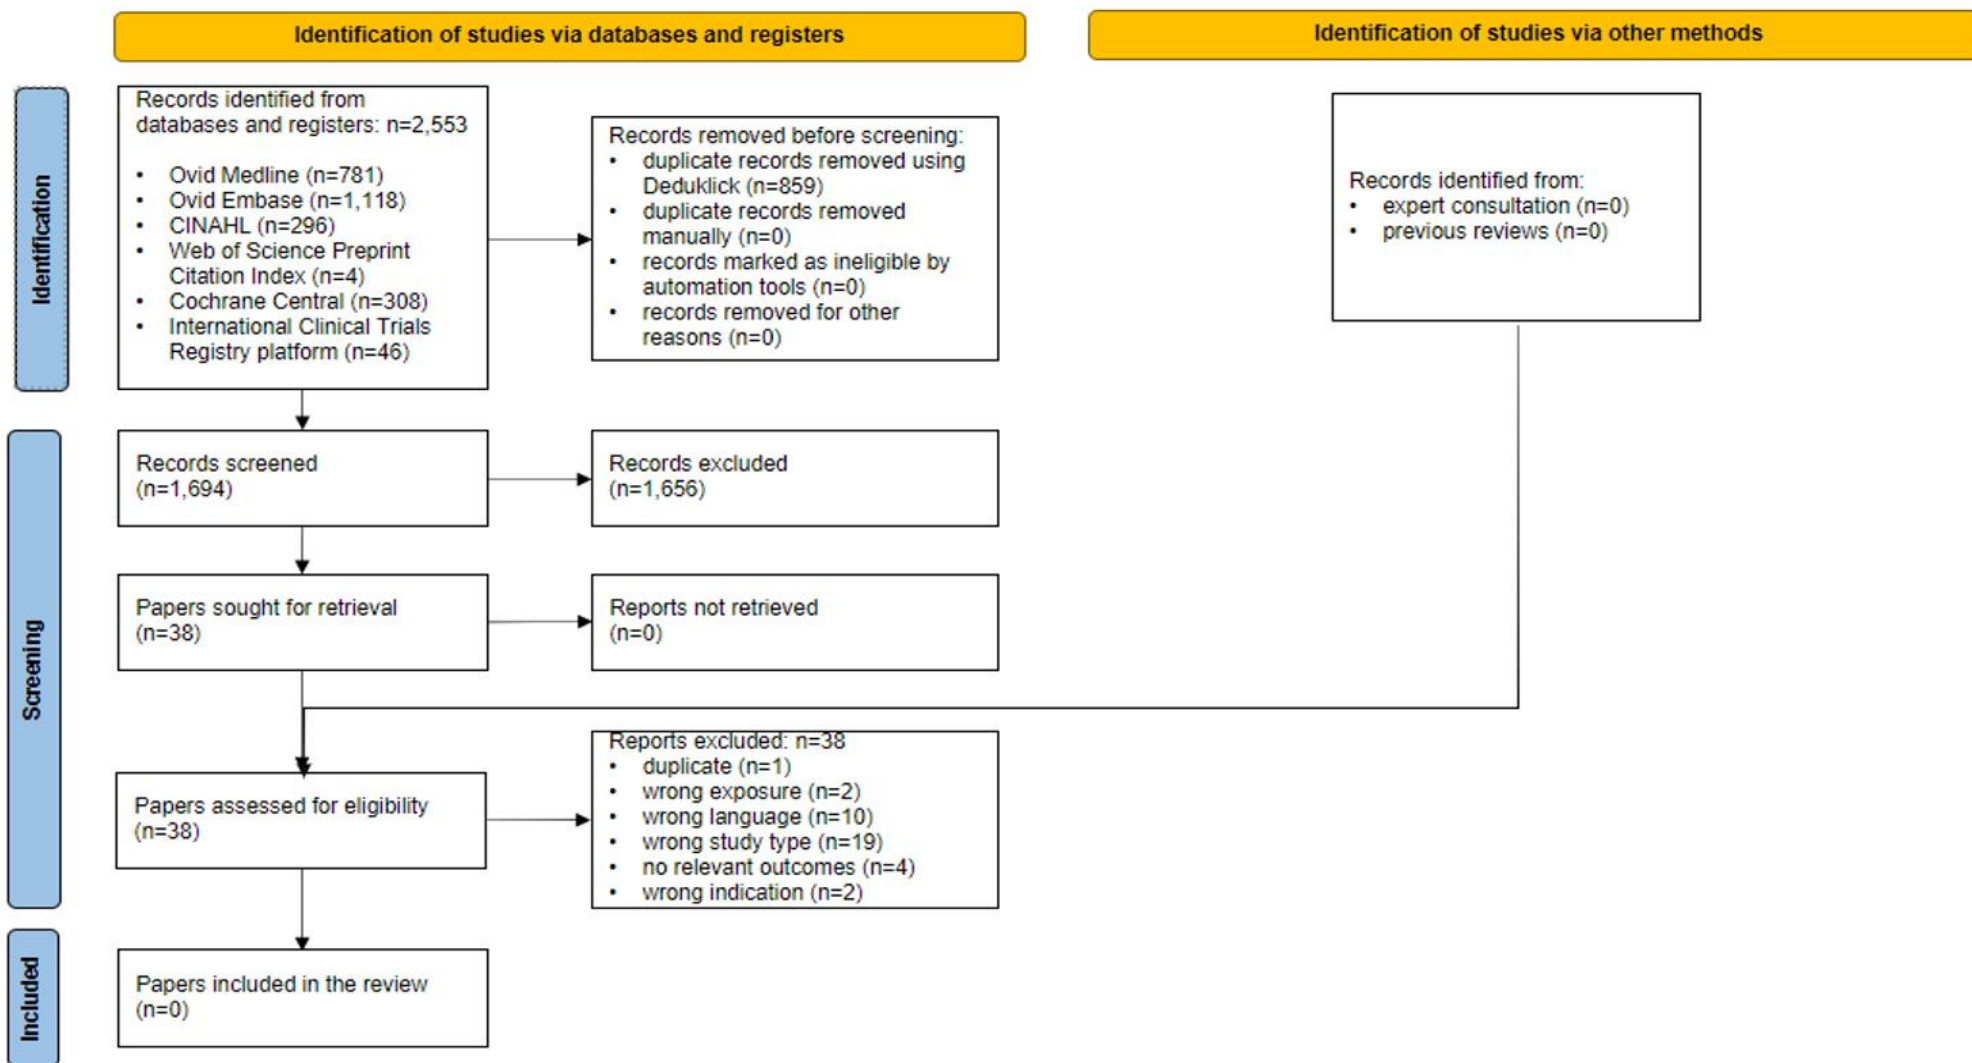 Identification of studies via databases and registers
Identification of studies via other methods
Identification
Records identified from
databases and registers: n=2,553
• Ovid Medline (n=781)
• Ovid Embase (n=1,118)
• CINAHL (n=296)
• Web of Science Preprint
Citation Index (n=4)
• Cochrane Central (n=308)
• International Clinical Trials
Registry platform (n=46)
Records removed before screening:
• duplicate records removed using
Deduklick (n=859)
• duplicate records removed
manually (n=0)
• records marked as ineligible by
automation tools (n=0)
• records removed for other
reasons (n=0)
Records identified from:
• expert consultation (n=0)
• previous reviews (n=0)
Screening
Records screened
(n=1,694)
Records excluded
(n=1,656)
Papers sought for retrieval
(n=38)
Reports not retrieved
(n=0)
Papers assessed for eligibility
(n=38)
Reports excluded: n=38
• duplicate (n=1)
• wrong exposure (n=2)
• wrong language (n=10)
• wrong study type (n=19)
• no relevant outcomes (n=4)
• wrong indication (n=2)
Included
Papers included in the review
(n=0)